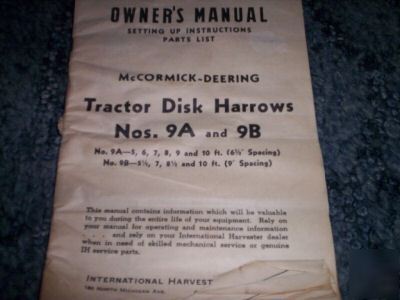 OWNER'S MANUAL
SETTING UP INSTRUCTIONS
PARTS LIST
McCORMICK-DEERING
Tractor Disk Harrows
Nos. 9A and 9B
No. 9A—5, 6, 7, 8, 9 and 10 ft. (6½" Spacing)
No. 9B—5½, 7, 8½ and 10 ft. (9" Spacing)
This manual contains information which will be valuable
to you during the entire life of your equipment. Rely on
your manual for operating and maintenance information
. . . . and rely on your International Harvester dealer
when in need of skilled mechanical service or genuine
IH service parts.
INTERNATIONAL HARVEST
180 NORTH MICHIGAN AVE.